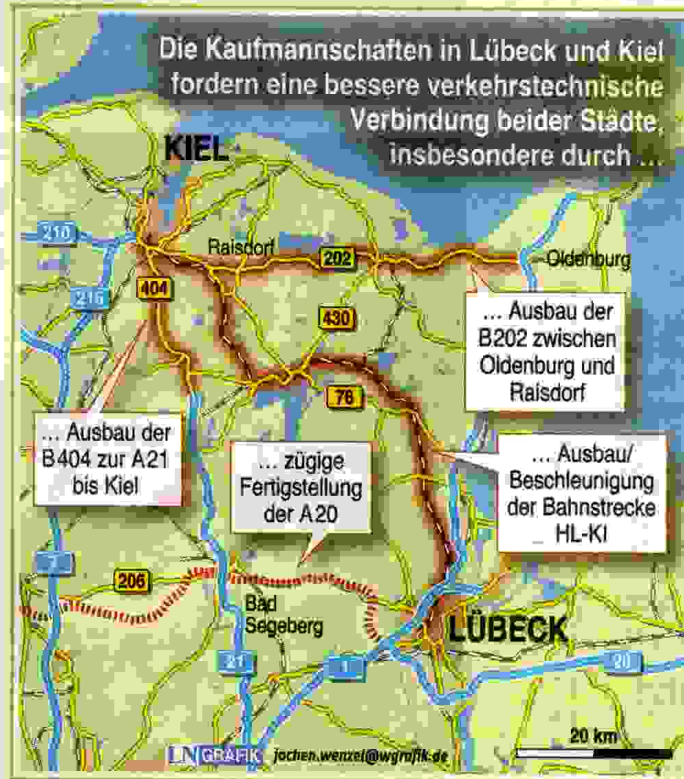 Die Kaufmannschaften in Lübeck und Kiel
fordern eine bessere verkehrstechnische
Verbindung beider Städte,
insbesondere durch ...
KIEL
210
Raisdorf
202
Oldenburg
215
404
430
... Ausbau der
B202 zwischen
Oldenburg und
Raisdorf
76
... Ausbau der
B404 zur A21
bis Kiel
... zügige
Fertigstellung
der A20
... Ausbau/
Beschleunigung
der Bahnstrecke
HL-KI
7
206
Bad
Segeberg
LÜBECK
21
1
20
20 km
LN GRAFIK jochen.wenzel@wgrafik.de